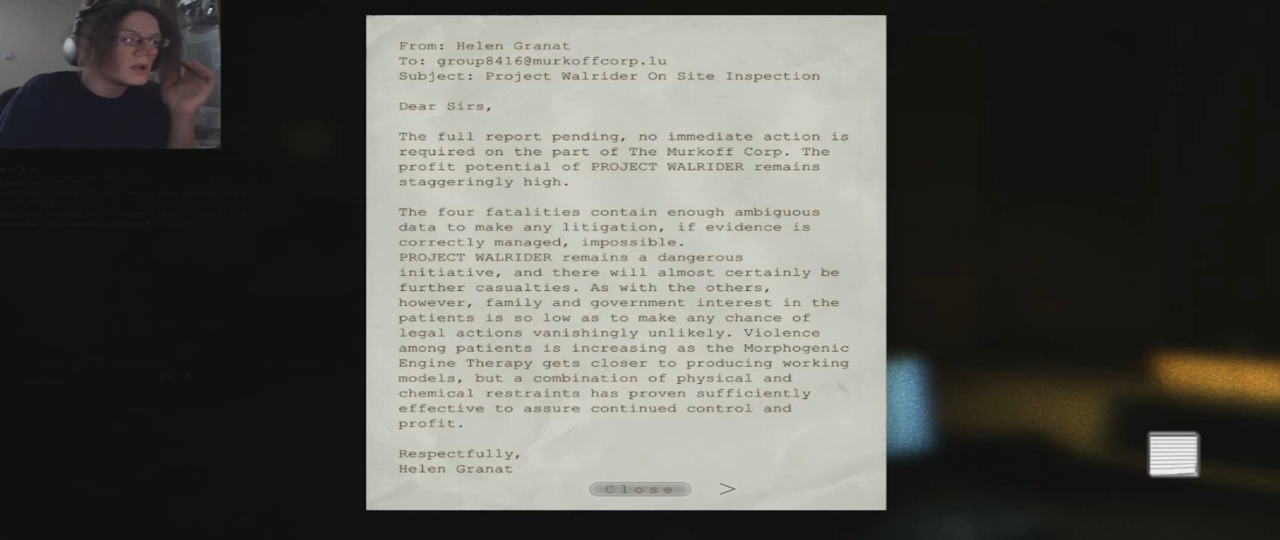 From: Helen Granat
To: group8416@murkoffcorp.lu
Subject: Project Walrider On Site Inspection
Dear Sirs,
The full report pending, no immediate action is
required on the part of The Murkoff Corp. The
profit potential of PROJECT WALRIDER remains
staggeringly high.
The four fatalities contain enough ambiguous
data to make any litigation, if evidence is
correctly managed, impossible.
PROJECT WALRIDER remains a dangerous
initiative, and there will almost certainly be
further casualties. As with the others,
however, family and government interest in the
patients is so low as to make any chance of
legal actions vanishingly unlikely. Violence
among patients is increasing as the Morphogenic
Engine Therapy gets closer to producing working
models, but a combination of physical and
chemical restraints has proven sufficiently
effective to assure continued control and
profit.
Respectfully,
Helen Granat
Close >